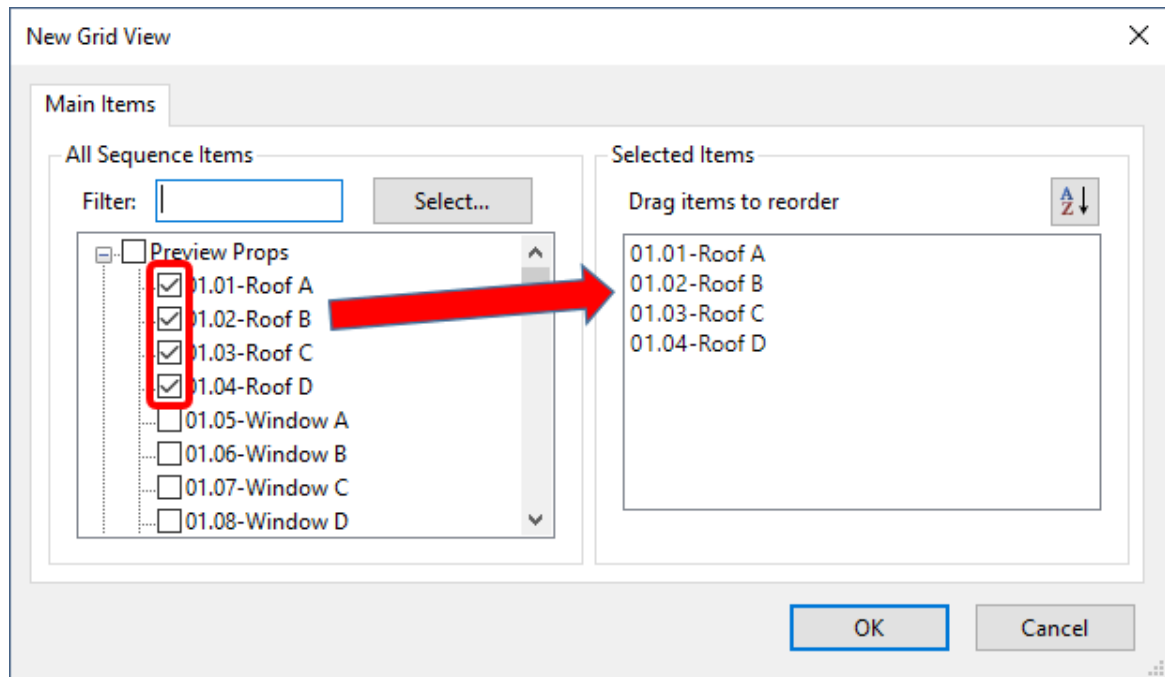 New Grid View
Main Items
All Sequence Items
Filter:
Select...
Preview Props
01.01-Roof A
01.02-Roof B
01.03-Roof C
01.04-Roof D
01.05-Window A
01.06-Window B
01.07-Window C
01.08-Window D
Selected Items
Drag items to reorder
A
Z
01.01-Roof A
01.02-Roof B
01.03-Roof C
01.04-Roof D
OK
Cancel